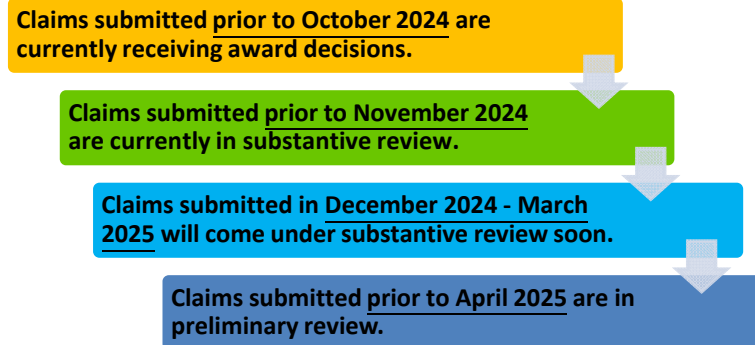 Claims submitted prior to October 2024 are
currently receiving award decisions.
Claims submitted prior to November 2024
are currently in substantive review.
Claims submitted in December 2024 - March
2025 will come under substantive review soon.
Claims submitted prior to April 2025 are in
preliminary review.